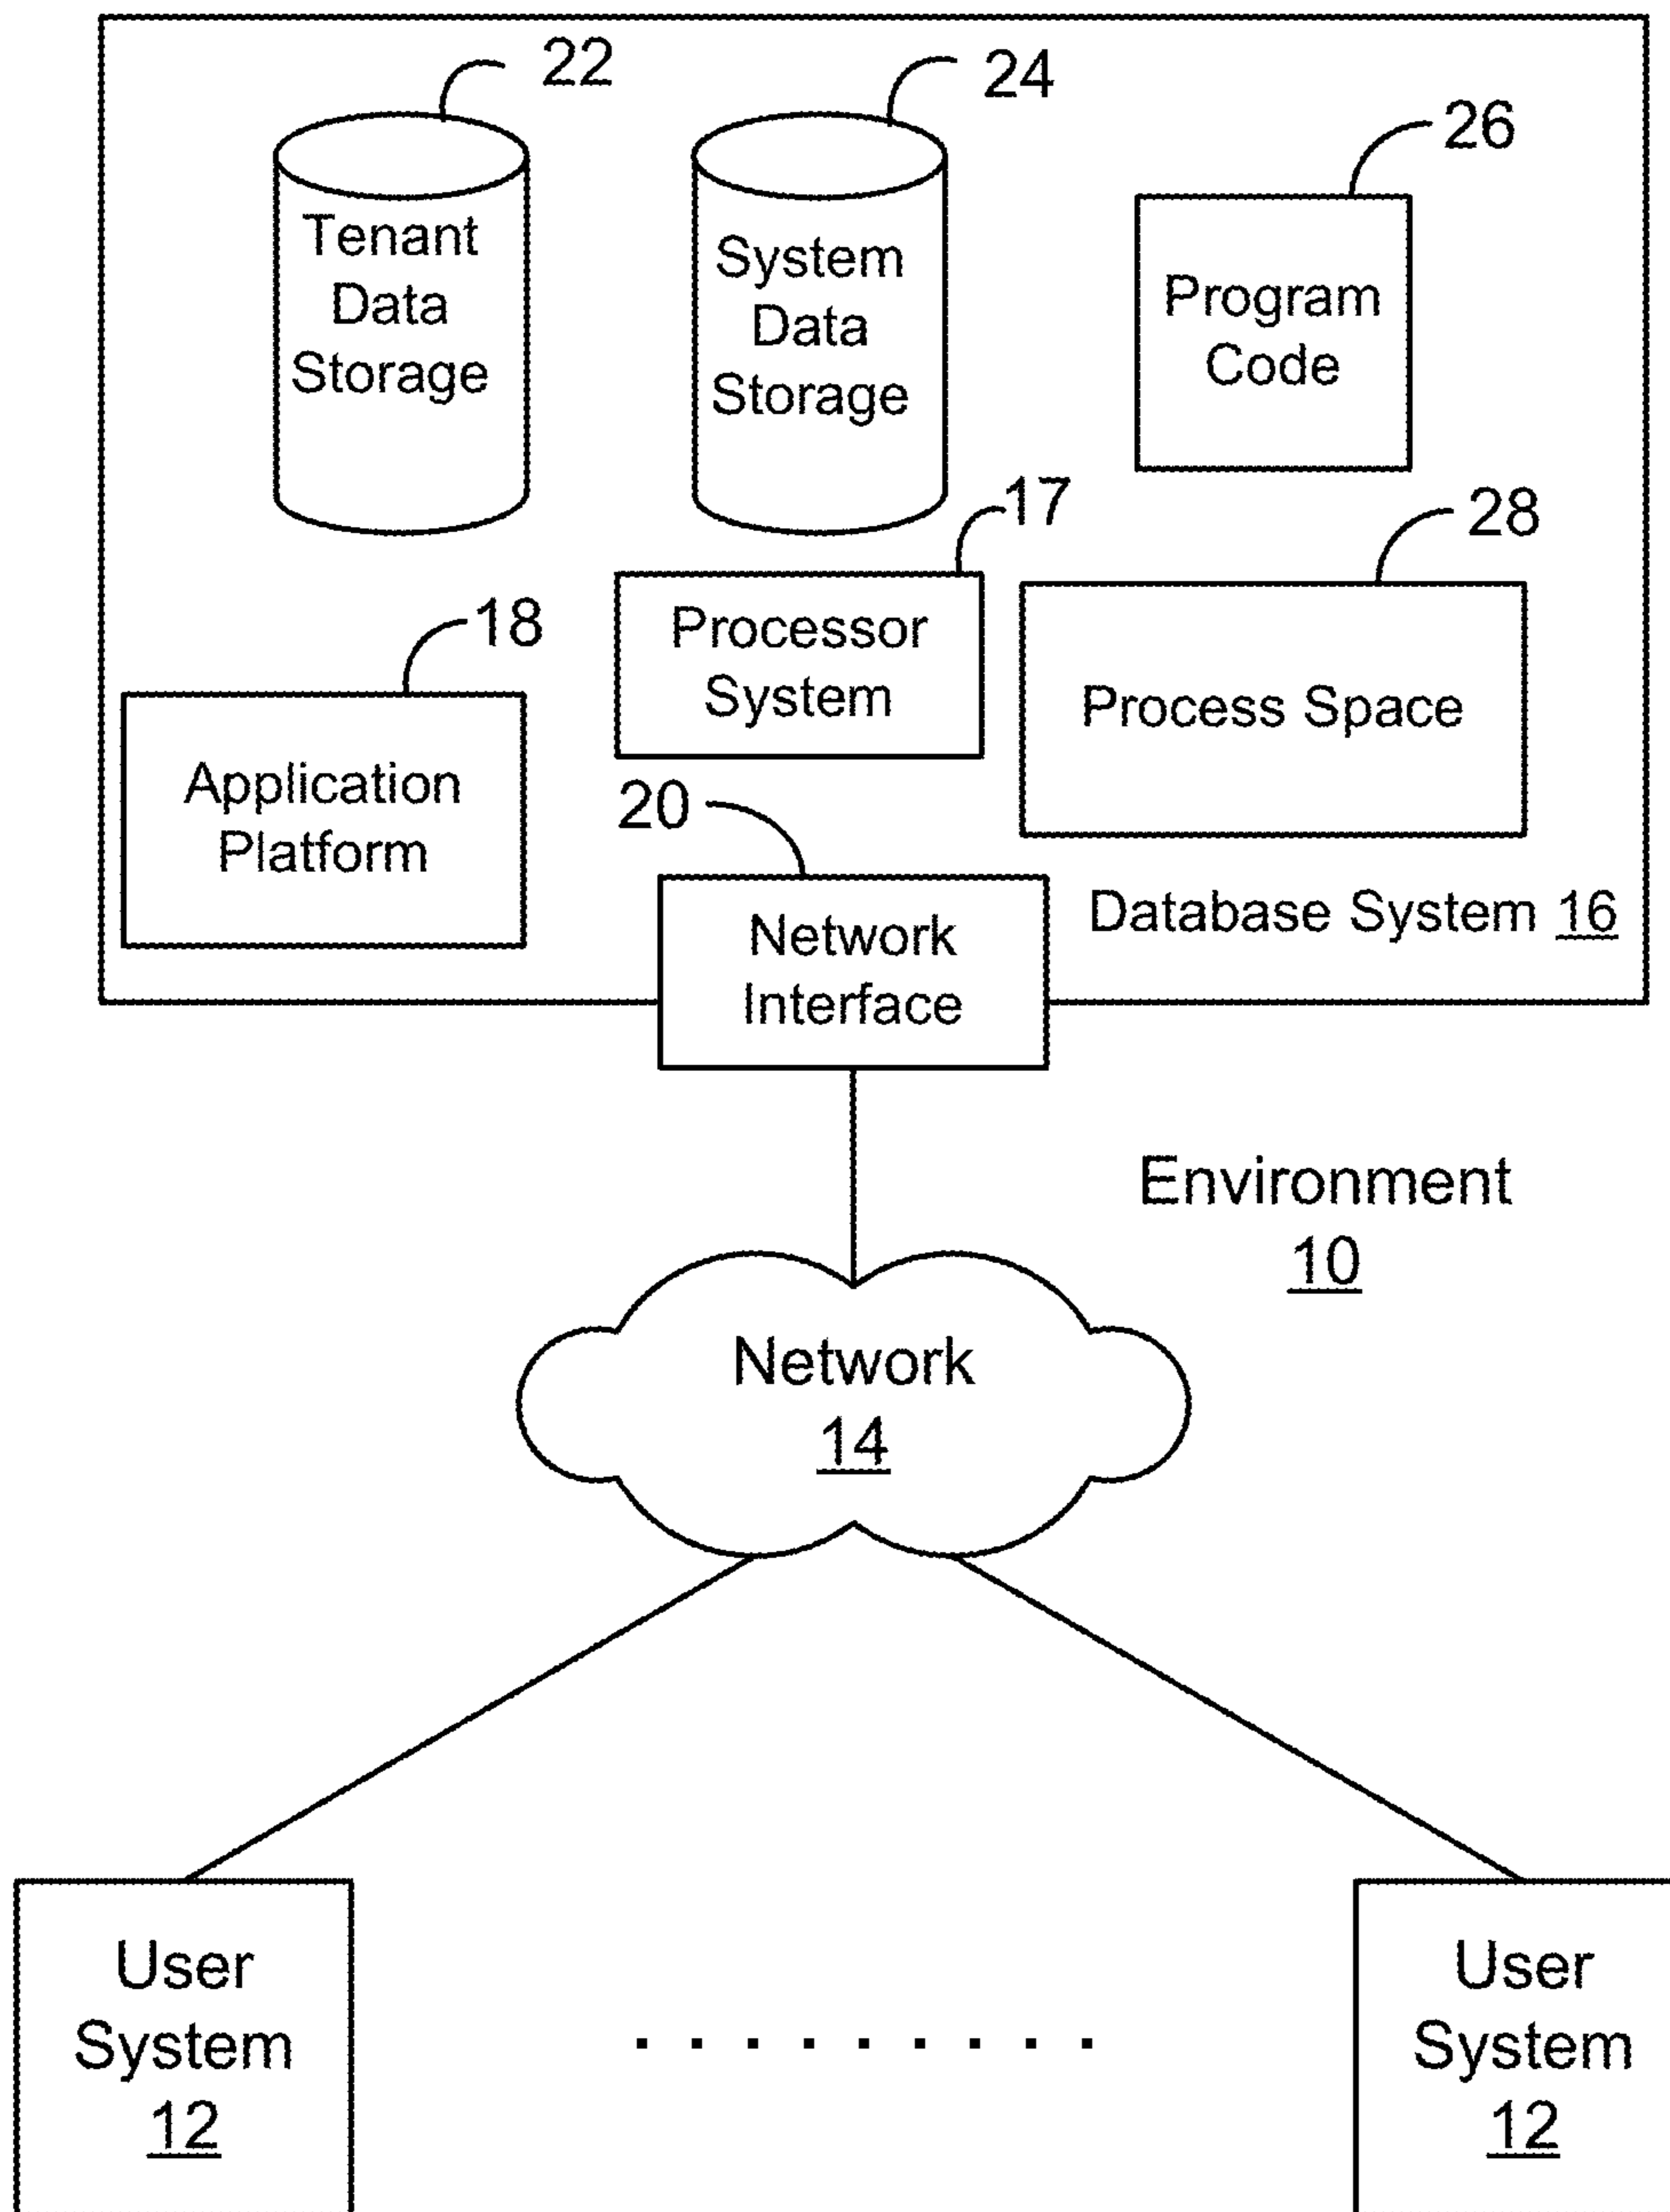 22
24
26
Tenant
Data
Storage
System
Data
Storage
Program
Code
17
28
18
Processor
System
Process Space
Application
Platform
20
Database System 16
Network
Interface
Environment
10
Network
14
User
System
12
. . . . . . . . .
User
System
12